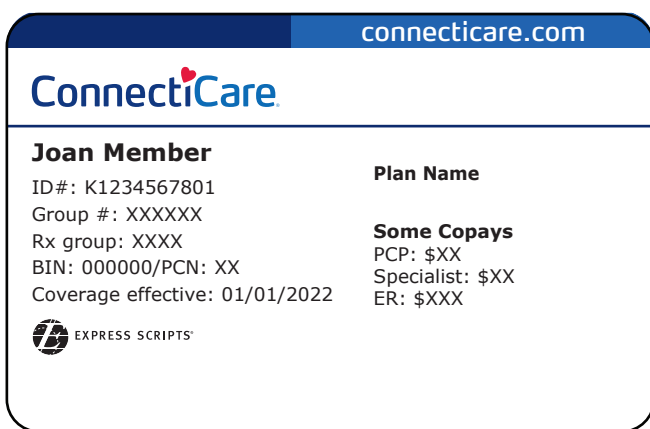 connecticare.com
ConnectiCare.
Joan Member
ID#: K1234567801
Group #: XXXXXX
Rx group: XXXX
BIN: 000000/PCN: XX
Coverage effective: 01/01/2022
EXPRESS SCRIPTS®
Plan Name
Some Copays
PCP: $XX
Specialist: $XX
ER: $XXX